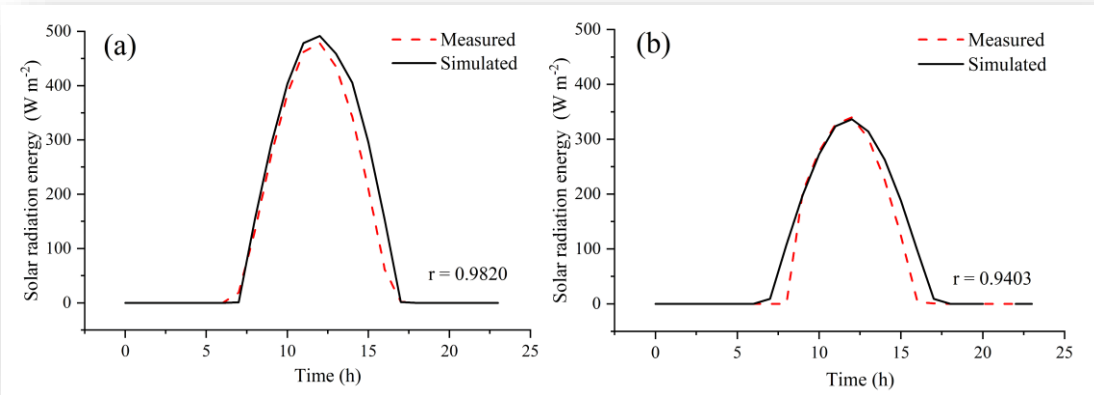 (a)
Measured
Simulated
500
400
300
200
100
0
Solar radiation energy (W m-2)
r = 0.9820
0 5 10 15 20 25
Time (h)
(b)
Measured
Simulated
500
400
300
200
100
0
Solar radiation energy (W m-2)
r = 0.9403
0 5 10 15 20 25
Time (h)